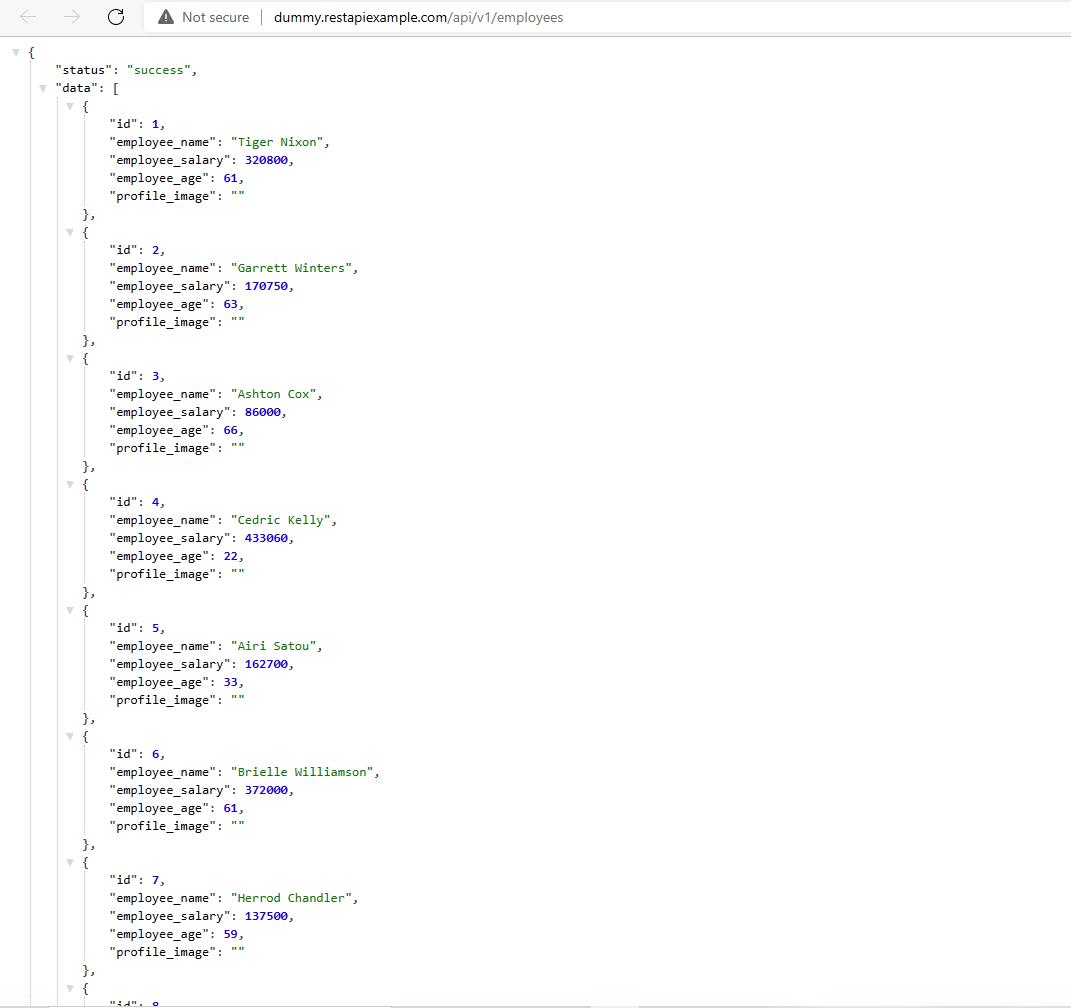 Not secure | dummy.restapiexample.com/api/v1/employees
{
"status": "success",
"data": [
{
"id": 1,
"employee_name": "Tiger Nixon",
"employee_salary": 320800,
"employee_age": 61,
"profile_image": ""
},
{
"id": 2,
"employee_name": "Garrett Winters",
"employee_salary": 170750,
"employee_age": 63,
"profile_image": ""
},
{
"id": 3,
"employee_name": "Ashton Cox",
"employee_salary": 86000,
"employee_age": 66,
"profile_image": ""
},
{
"id": 4,
"employee_name": "Cedric Kelly",
"employee_salary": 433060,
"employee_age": 22,
"profile_image": ""
},
{
"id": 5,
"employee_name": "Airi Satou",
"employee_salary": 162700,
"employee_age": 33,
"profile_image": ""
},
{
"id": 6,
"employee_name": "Brielle Williamson",
"employee_salary": 372000,
"employee_age": 61,
"profile_image": ""
},
{
"id": 7,
"employee_name": "Herrod Chandler",
"employee_salary": 137500,
"employee_age": 59,
"profile_image": ""
},
{
"id": 8